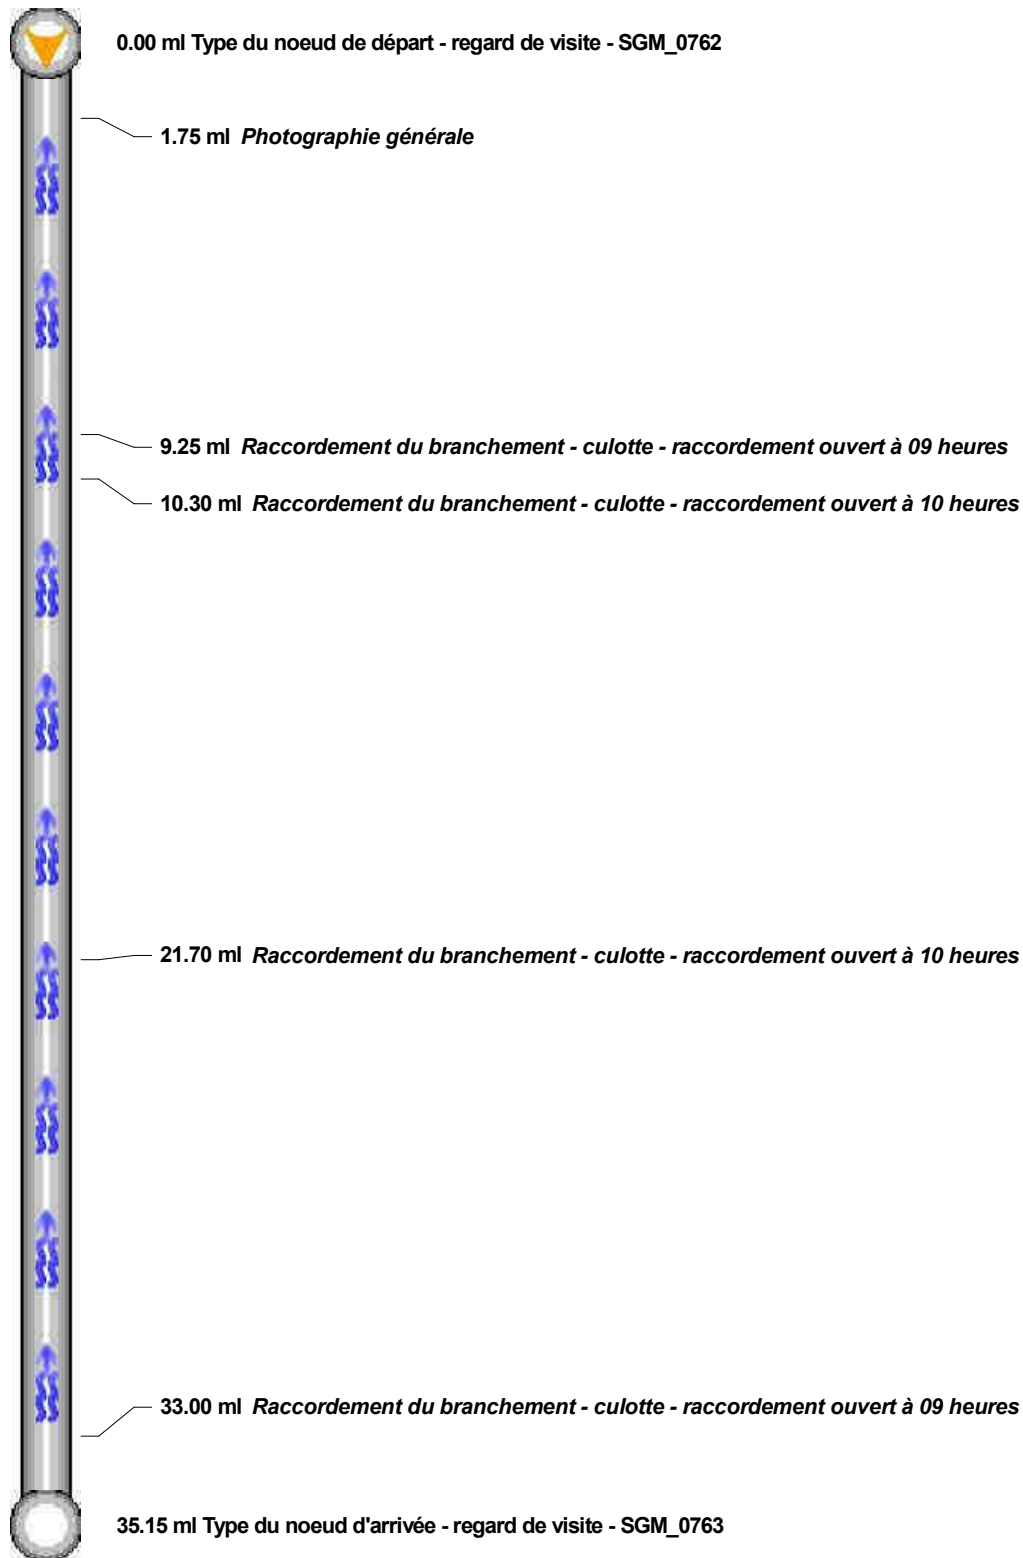 0.00 ml Type du noeud de départ - regard de visite - SGM_0762
1.75 ml Photographie générale
9.25 ml Raccordement du branchement - culotte - raccordement ouvert à 09 heures
10.30 ml Raccordement du branchement - culotte - raccordement ouvert à 10 heures
21.70 ml Raccordement du branchement - culotte - raccordement ouvert à 10 heures
33.00 ml Raccordement du branchement - culotte - raccordement ouvert à 09 heures
35.15 ml Type du noeud d'arrivée - regard de visite - SGM_0763